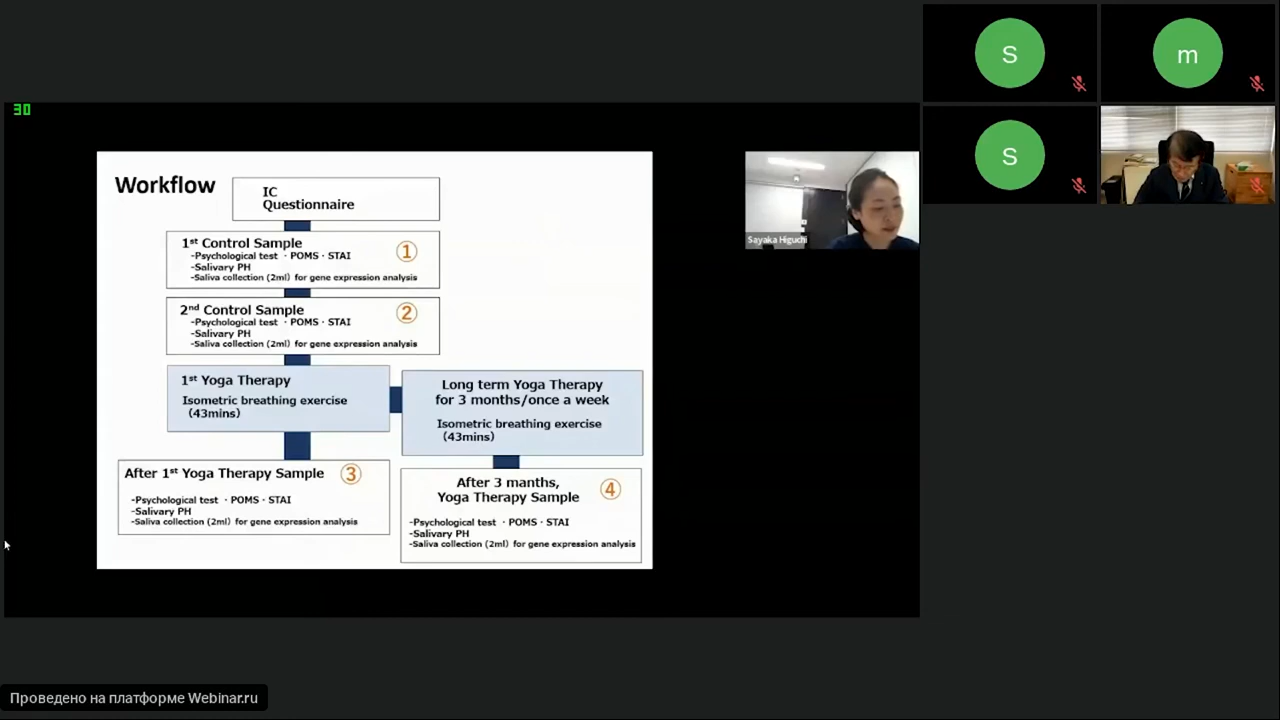 S
m
30
S
Workflow
IC
Questionnaire
Sayaka Higuchi
1st Control Sample
①
-Psychological test ・POMS・STAI
-Salivary PH
-Saliva collection (2ml) for gene expression analysis
2nd Control Sample
②
-Psychological test ・POMS・STAI
-Salivary PH
-Saliva collection (2ml) for gene expression analysis
1st Yoga Therapy
Isometric breathing exercise
(43mins)
Long term Yoga Therapy
for 3 months/once a week
Isometric breathing exercise
(43mins)
After 1st Yoga Therapy Sample
③
-Psychological test ・POMS・STAI
-Salivary PH
-Saliva collection (2ml) for gene expression analysis
After 3 manths,
Yoga Therapy Sample
④
-Psychological test ・POMS・STAI
-Salivary PH
-Saliva collection (2ml) for gene expression analysis
Проведено на платформе Webinar.ru